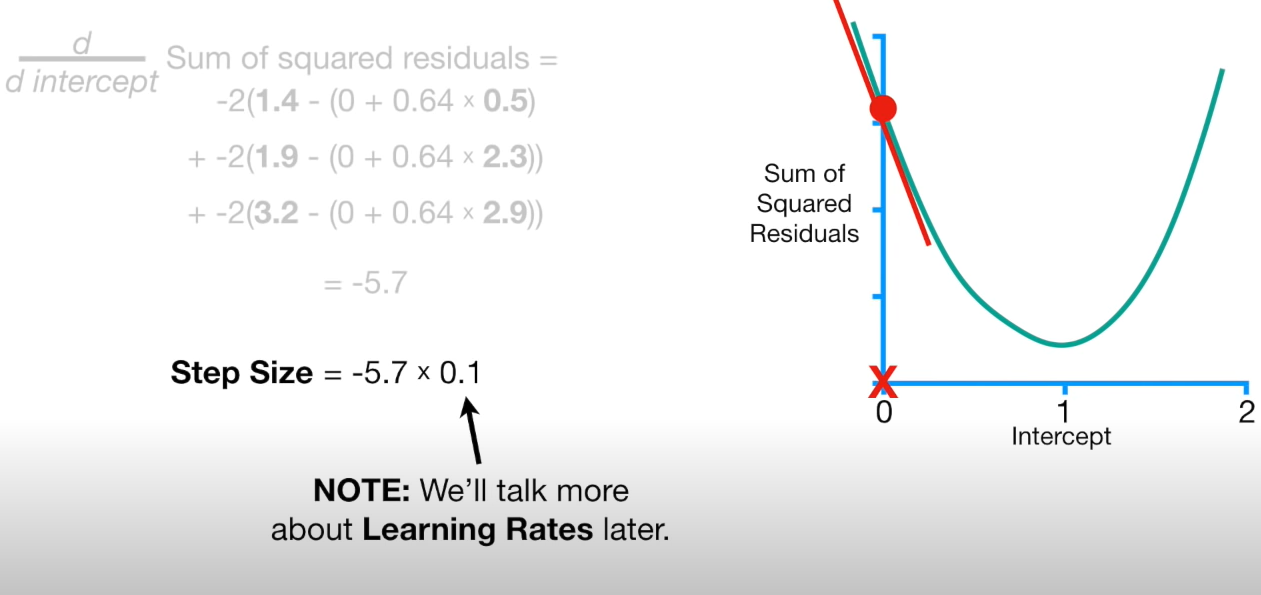 d
d intercept
Sum of squared residuals =
-2(1.4 - (0 + 0.64 × 0.5)
+ -2(1.9 - (0 + 0.64 × 2.3))
+ -2(3.2 - (0 + 0.64 × 2.9))
= -5.7
Step Size = -5.7 × 0.1
NOTE: We’ll talk more
about Learning Rates later.
Sum of
Squared
Residuals
X
0 1 2
Intercept